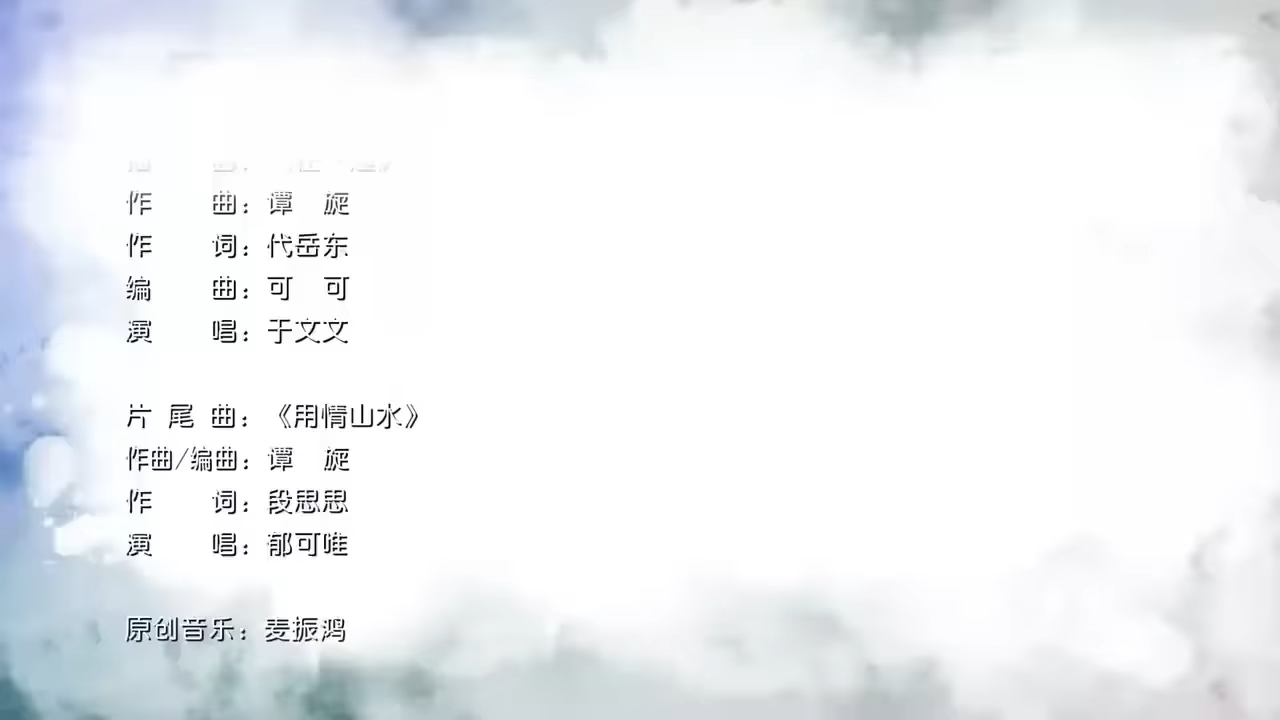 作 曲：谭 旋
作 词：代岳东
编 曲：可 可
演 唱：于文文
片 尾 曲：《用情山水》
作曲/编曲：谭 旋
作 词：段思思
演 唱：郁可唯
原创音乐：麦振鸿